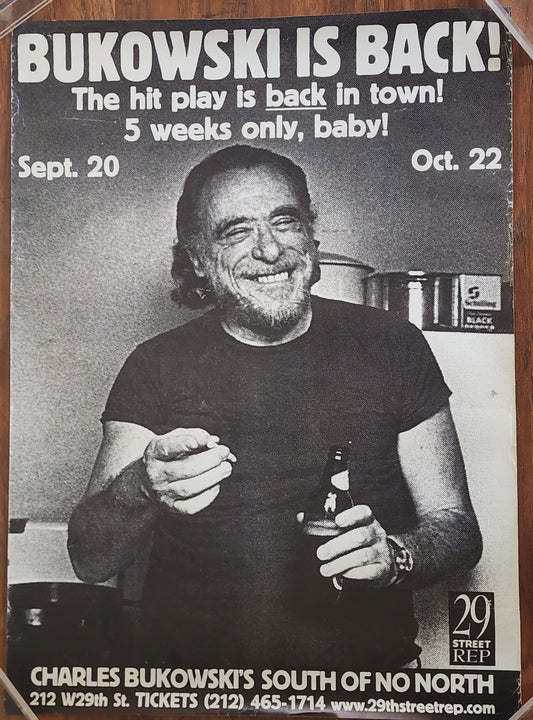 BUKOWSKI IS BACK!
The hit play is back in town!
5 weeks only, baby!
Sept. 20
Oct. 22
S
Schilling
BLACK
29
STREET
REP
CHARLES BUKOWSKI'S SOUTH OF NO NORTH
212 W29th St. TICKETS (212) 465-1714 www.29thstreetrep.com